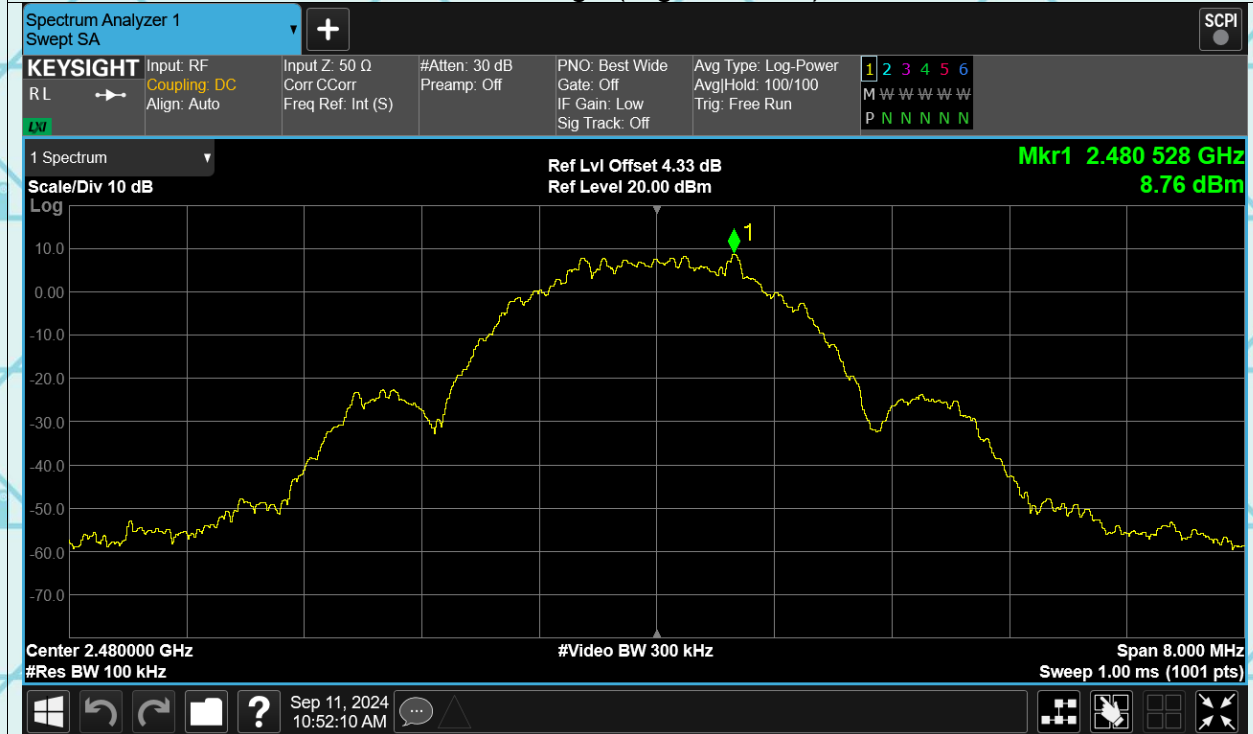 Spectrum Analyzer 1
Swept SA
+
SCPI
KEYSIGHT
R L
LXI
Input: RF
Coupling: DC
Align: Auto
Input Z: 50 Ω
Corr CCorr
Freq Ref: Int (S)
#Atten: 30 dB
Preamp: Off
PNO: Best Wide
Gate: Off
IF Gain: Low
Sig Track: Off
Avg Type: Log-Power
Avg|Hold: 100/100
Trig: Free Run
1 2 3 4 5 6
M W W W W W
P N N N N N
1 Spectrum
Scale/Div 10 dB
Log
Ref Lvl Offset 4.33 dB
Ref Level 20.00 dBm
Mkr1 2.480 528 GHz
8.76 dBm
1
10.0
0.00
-10.0
-20.0
-30.0
-40.0
-50.0
-60.0
-70.0
Center 2.480000 GHz
#Res BW 100 kHz
#Video BW 300 kHz
Span 8.000 MHz
Sweep 1.00 ms (1001 pts)
?
Sep 11, 2024
10:52:10 AM